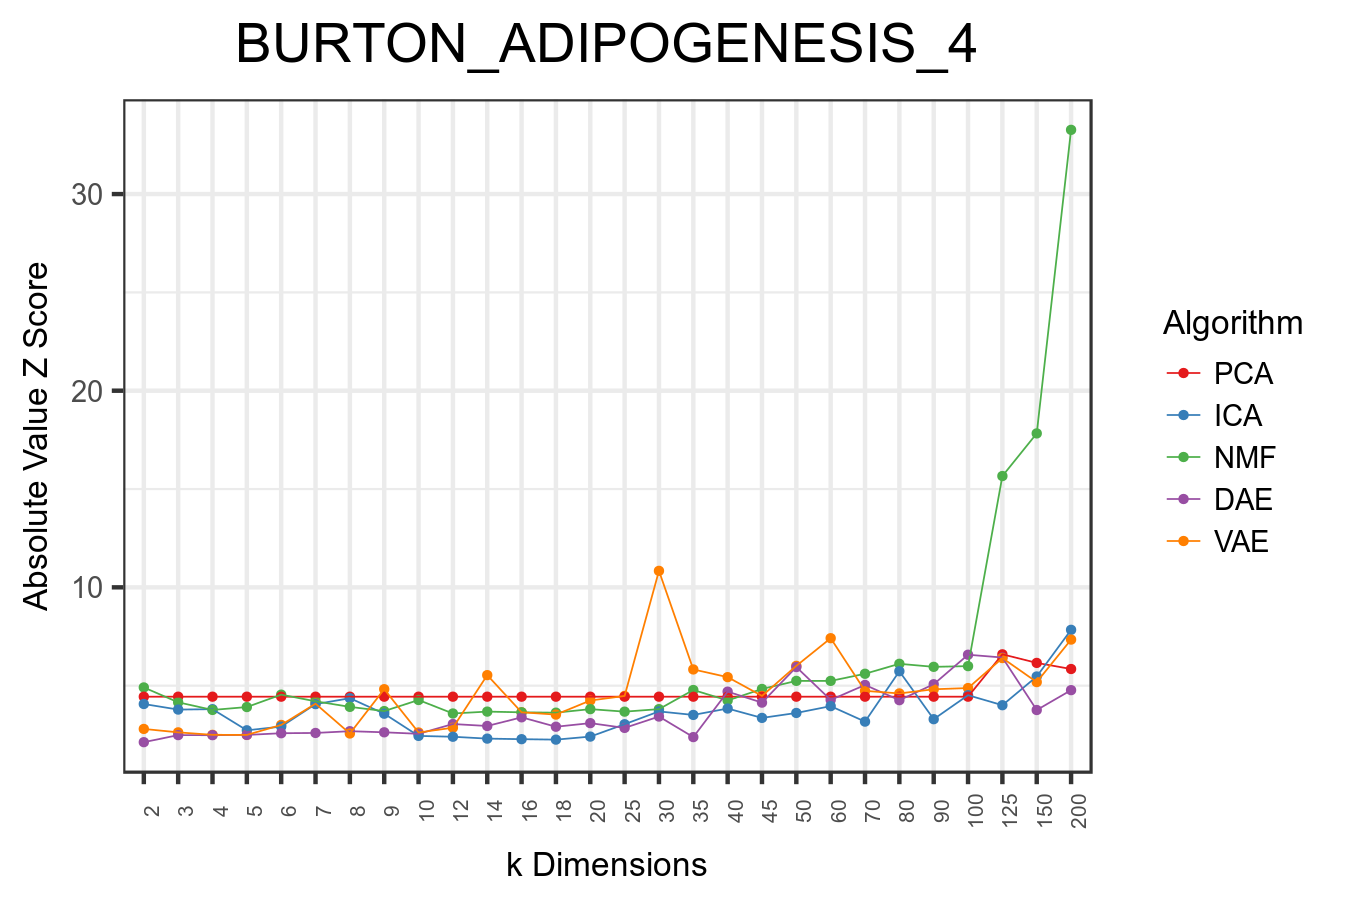 BURTON_ADIPOGENESIS_4
Absolute Value Z Score
30
20
10
2 3 4 5 6 7 8 9 10 12 14 16 18 20 25 30 35 40 45 50 60 70 80 90 100 125 150 200
k Dimensions
Algorithm
PCA
ICA
NMF
DAE
VAE